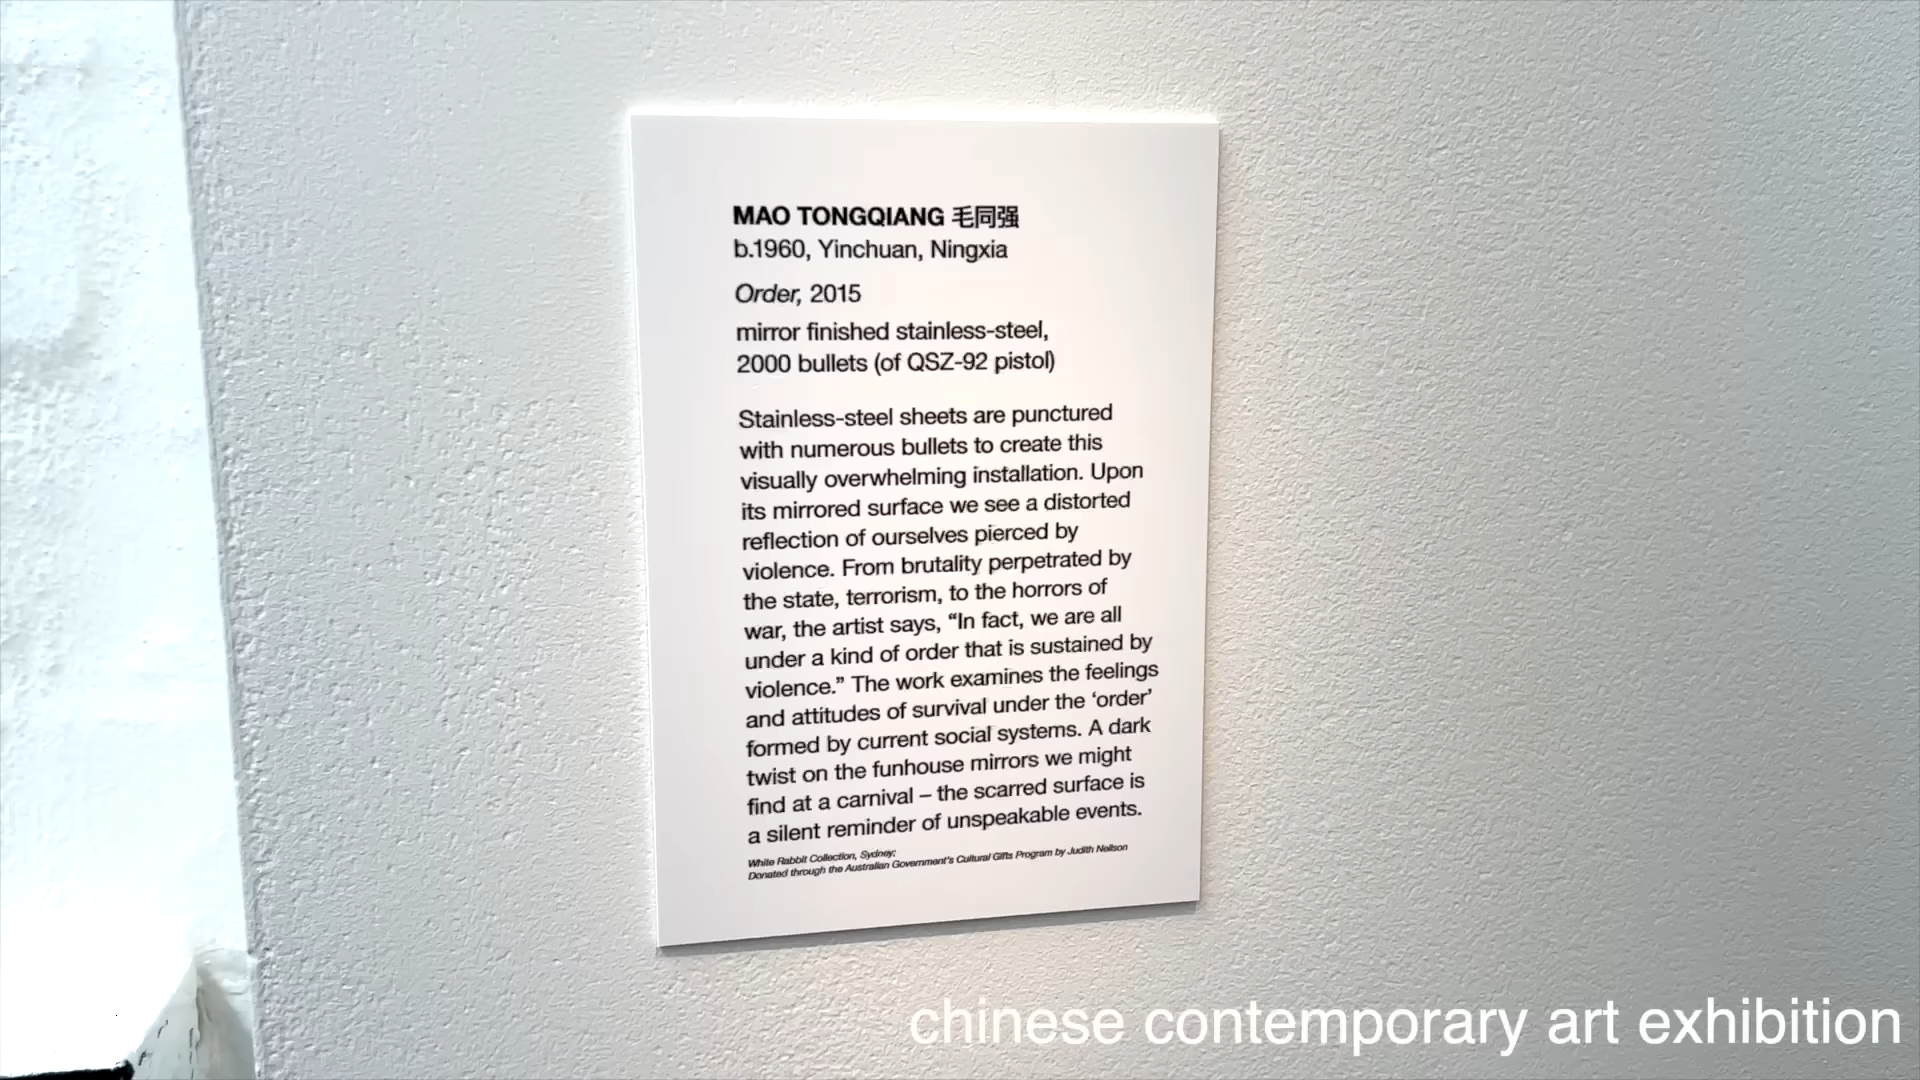 MAO TONGQIANG 毛同强
b.1960, Yinchuan, Ningxia
Order, 2015
mirror finished stainless-steel,
2000 bullets (of QSZ-92 pistol)
Stainless-steel sheets are punctured
with numerous bullets to create this
visually overwhelming installation. Upon
its mirrored surface we see a distorted
reflection of ourselves pierced by
violence. From brutality perpetrated by
the state, terrorism, to the horrors of
war, the artist says, “In fact, we are all
under a kind of order that is sustained by
violence.” The work examines the feelings
and attitudes of survival under the ‘order’
formed by current social systems. A dark
twist on the funhouse mirrors we might
find at a carnival – the scarred surface is
a silent reminder of unspeakable events.
White Rabbit Collection, Sydney;
Donated through the Australian Government’s Cultural Gifts Program by Judith Neilson
chinese contemporary art exhibition